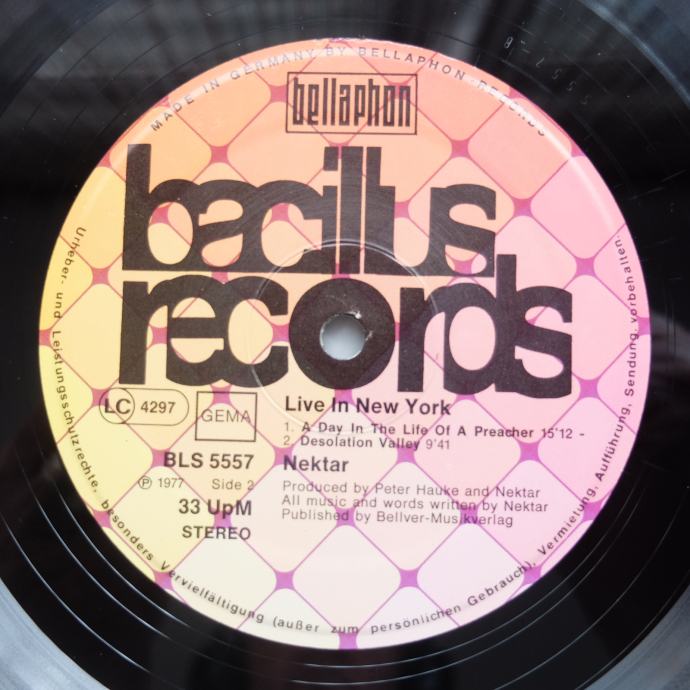 MADE IN GERMANY BY BELLAPHON RECORDS
bellaphon
bacillus
records
LC 4297
GEMA
Live In New York
1. A Day In The Life Of A Preacher 15'12 -
2. Desolation Valley 9'41
BLS 5557
Nektar
Ⓟ 1977 Side 2
Produced by Peter Hauke and Nektar
All music and words written by Nektar
Published by Bellver-Musikverlag
33 UpM
STEREO
Urheber- und Leistungsschutzrechte, besonders Vervielfältigung (außer zum persönlichen Gebrauch), Vermietung, Aufführung, Sendung, vorbehalten.